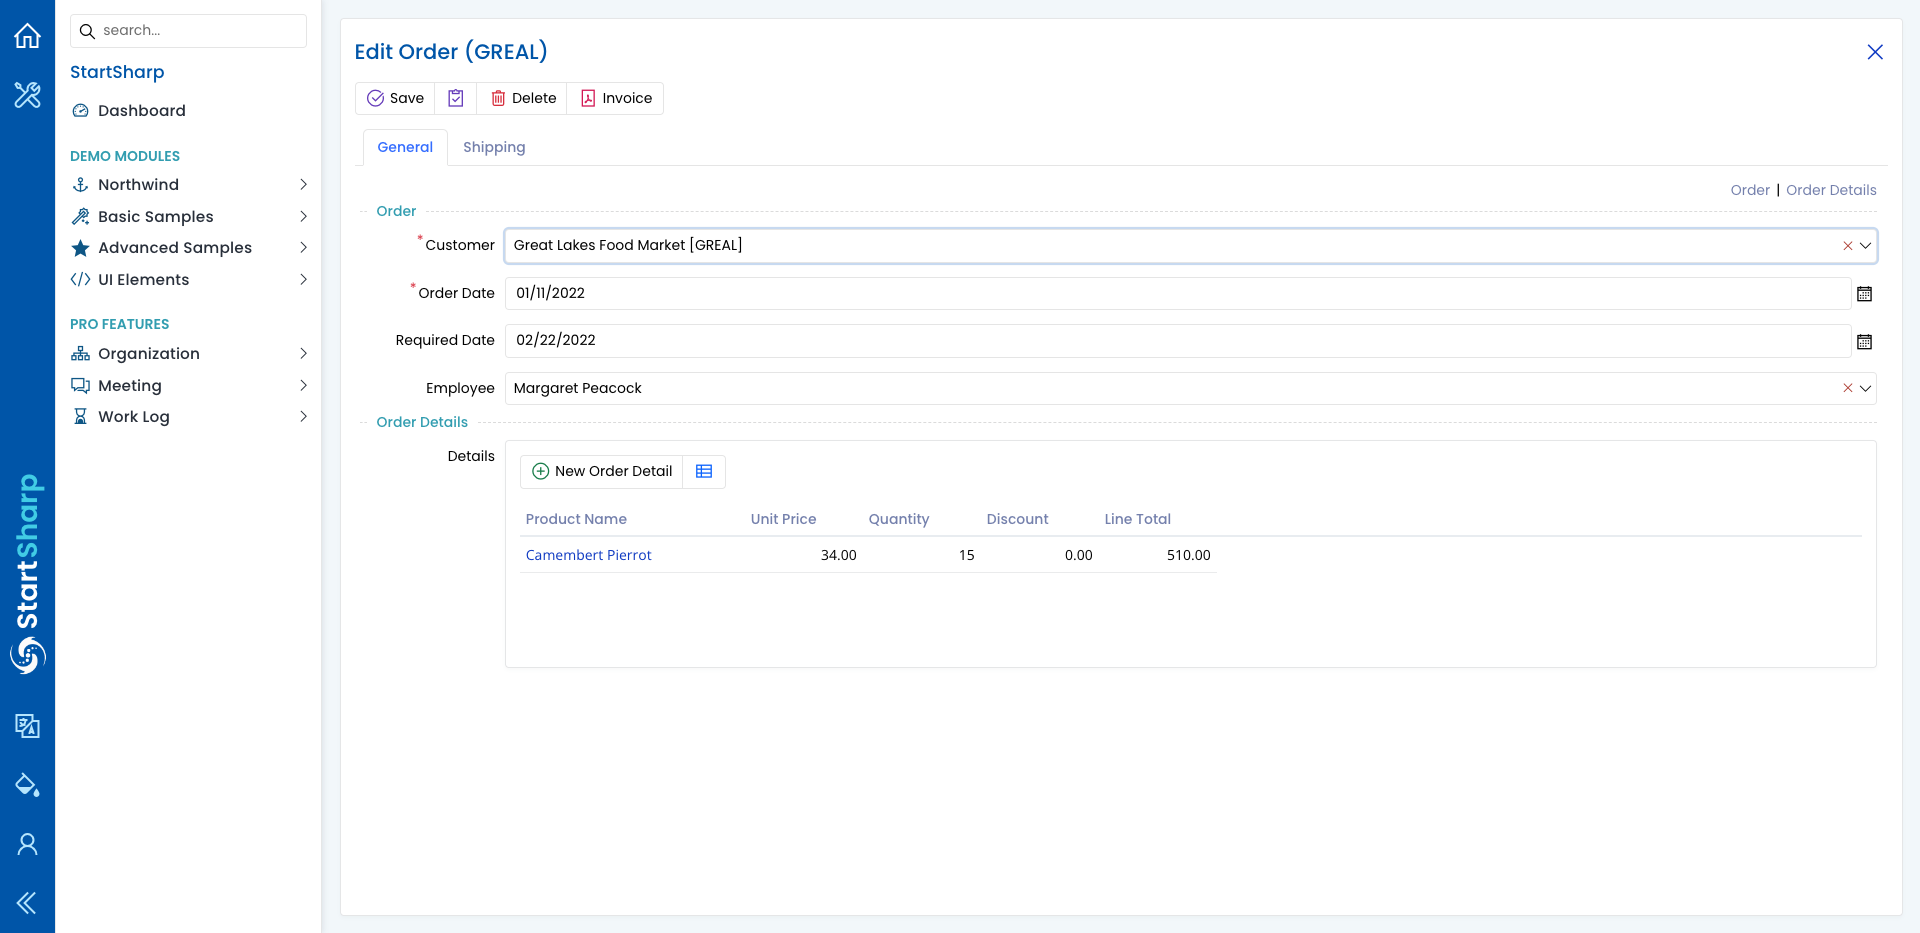 search...
StartSharp
Dashboard
DEMO MODULES
Northwind
Basic Samples
Advanced Samples
UI Elements
PRO FEATURES
Organization
Meeting
Work Log
StartSharp
Edit Order (GREAL)
Save
Delete
Invoice
General
Shipping
Order | Order Details
Order
* Customer
Great Lakes Food Market [GREAL]
* Order Date
01/11/2022
Required Date
02/22/2022
Employee
Margaret Peacock
Order Details
Details
New Order Detail
Product Name Unit Price Quantity Discount Line Total
Camembert Pierrot 34.00 15 0.00 510.00